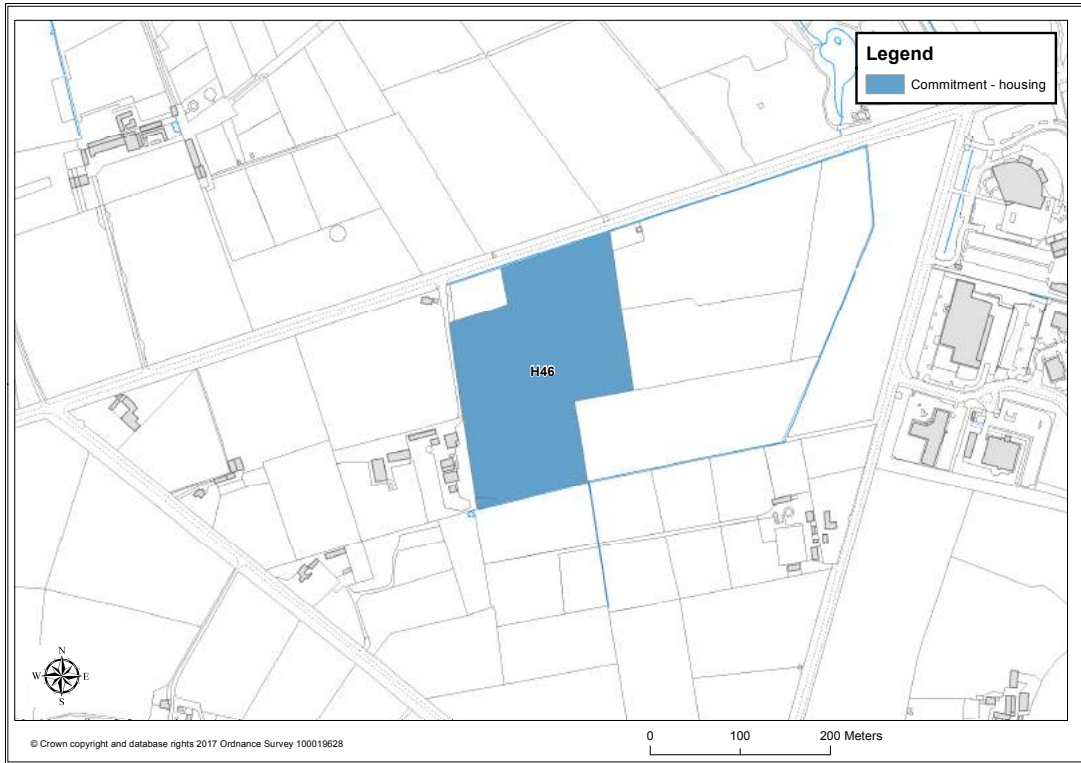 Legend
Commitment - housing
H46
N
W E
S
© Crown copyright and database rights 2017 Ordnance Survey 100019628
0 100 200 Meters